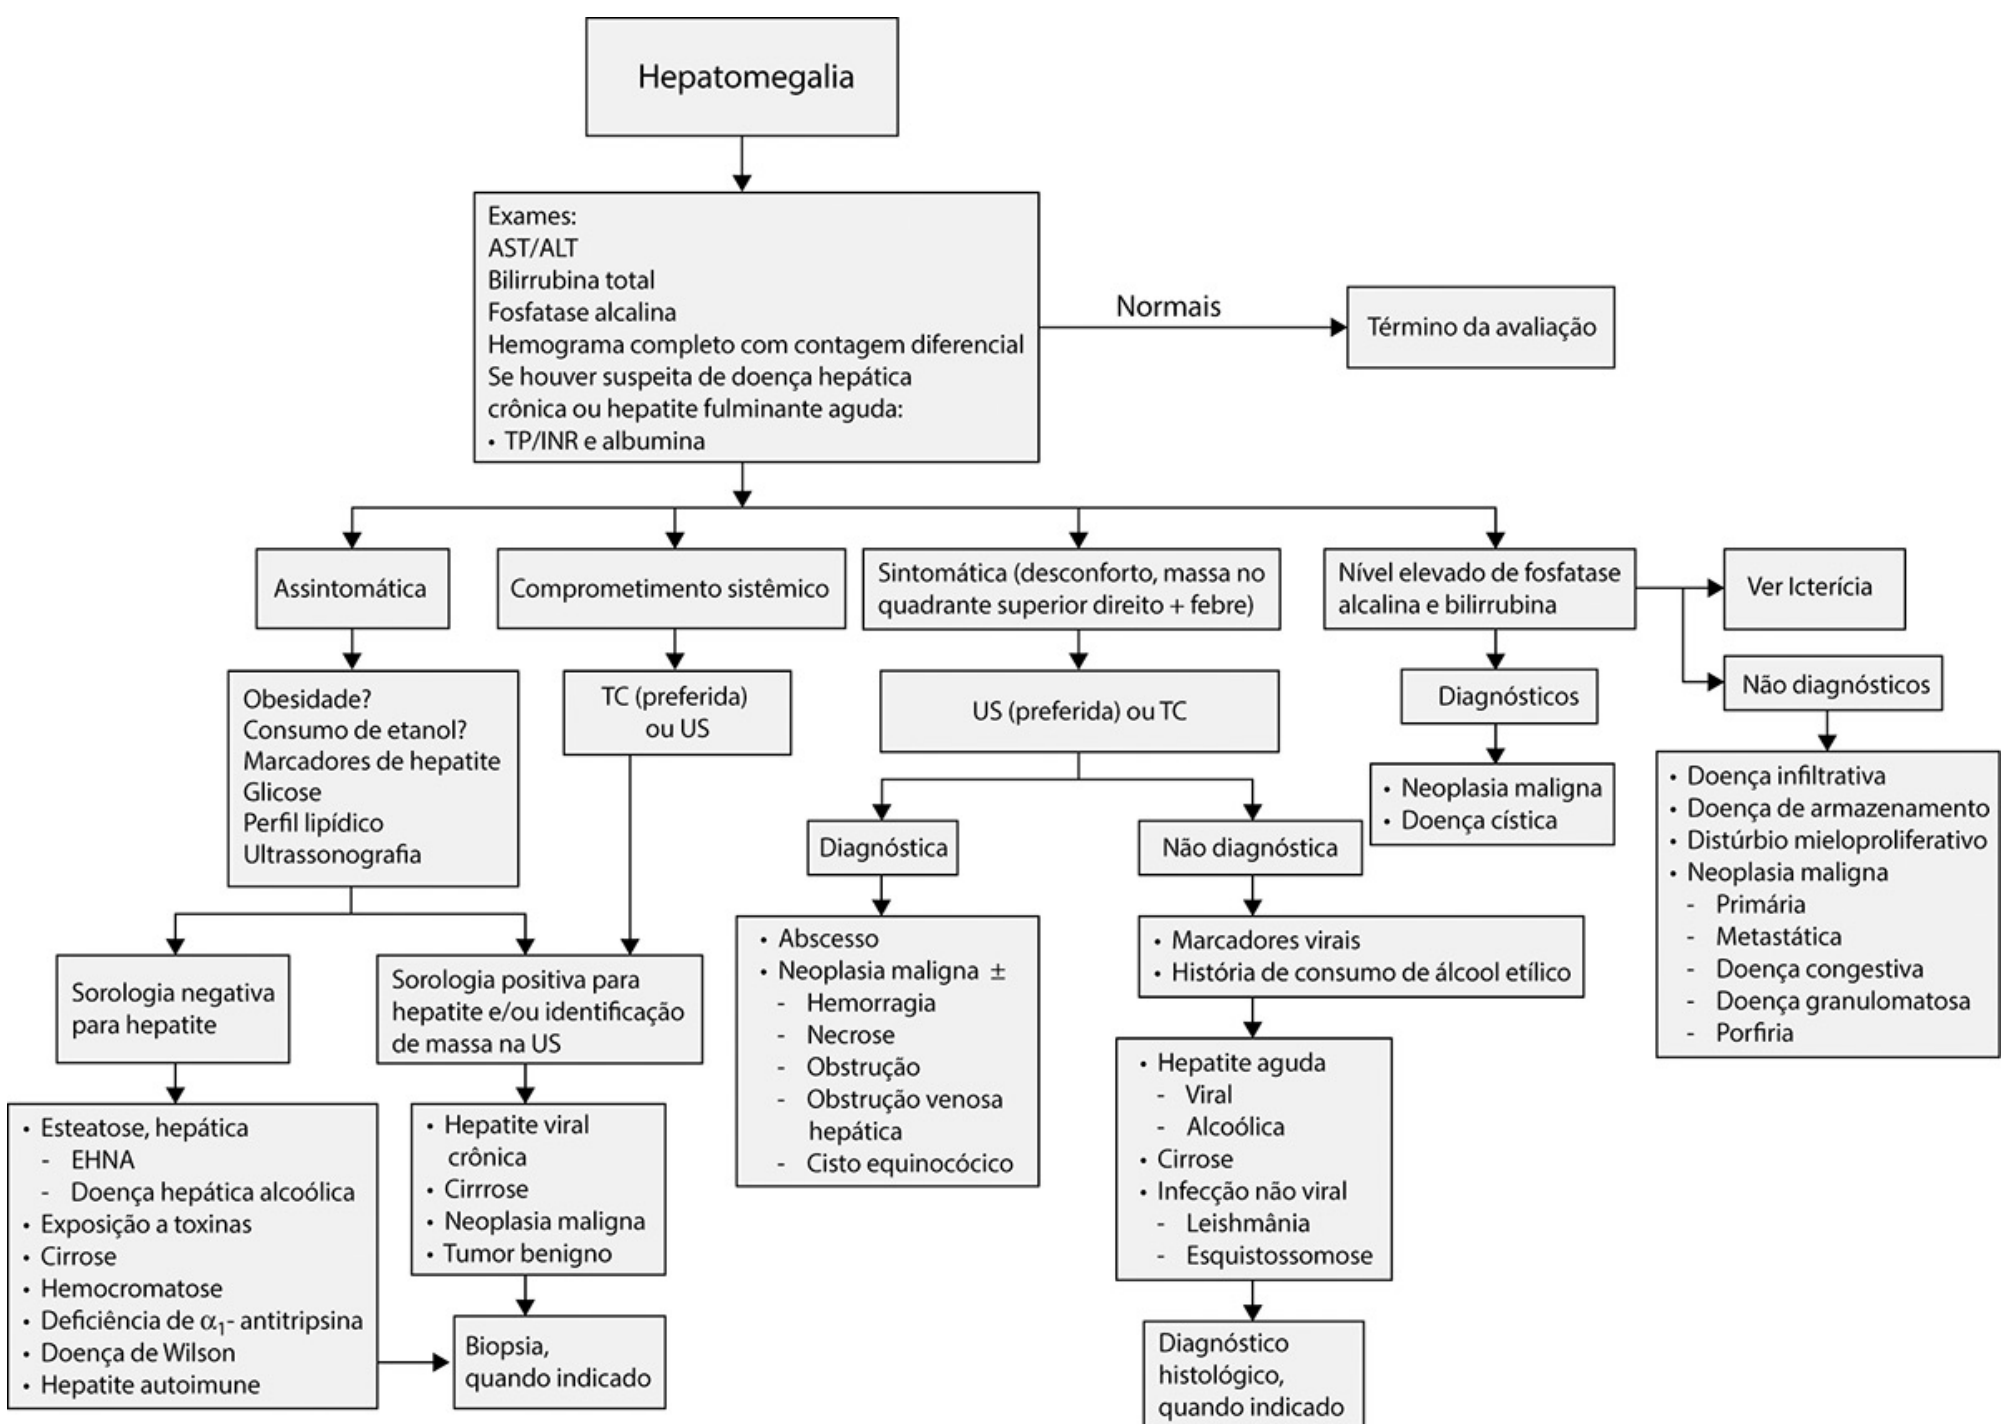 Hepatomegalia
Exames:
AST/ALT
Bilirrubina total
Fosfatase alcalina
Hemograma completo com contagem diferencial
Se houver suspeita de doença hepática
crônica ou hepatite fulminante aguda:
• TP/INR e albumina
Normais
Término da avaliação
Assintomática
Comprometimento sistêmico
Sintomática (desconforto, massa no
quadrante superior direito + febre)
Nível elevado de fosfatase
alcalina e bilirrubina
Ver Icterícia
Obesidade?
Consumo de etanol?
Marcadores de hepatite
Glicose
Perfil lipídico
Ultrassonografia
TC (preferida)
ou US
US (preferida) ou TC
Diagnósticos
Não diagnósticos
• Neoplasia maligna
• Doença cística
• Doença infiltrativa
• Doença de armazenamento
• Distúrbio mieloproliferativo
• Neoplasia maligna
- Primária
- Metastática
- Doença congestiva
- Doença granulomatosa
- Porfiria
Diagnóstica
Não diagnóstica
Sorologia negativa
para hepatite
Sorologia positiva para
hepatite e/ou identificação
de massa na US
• Abscesso
• Neoplasia maligna ±
- Hemorragia
- Necrose
- Obstrução
- Obstrução venosa
hepática
- Cisto equinocócico
• Marcadores virais
• História de consumo de álcool etílico
• Esteatose, hepática
- EHNA
- Doença hepática alcoólica
• Exposição a toxinas
• Cirrose
• Hemocromatose
• Deficiência de α₁- antitripsina
• Doença de Wilson
• Hepatite autoimune
• Hepatite viral
crônica
• Cirrrose
• Neoplasia maligna
• Tumor benigno
• Hepatite aguda
- Viral
- Alcoólica
• Cirrose
• Infecção não viral
- Leishmânia
- Esquistossomose
Biopsia,
quando indicado
Diagnóstico
histológico,
quando indicado